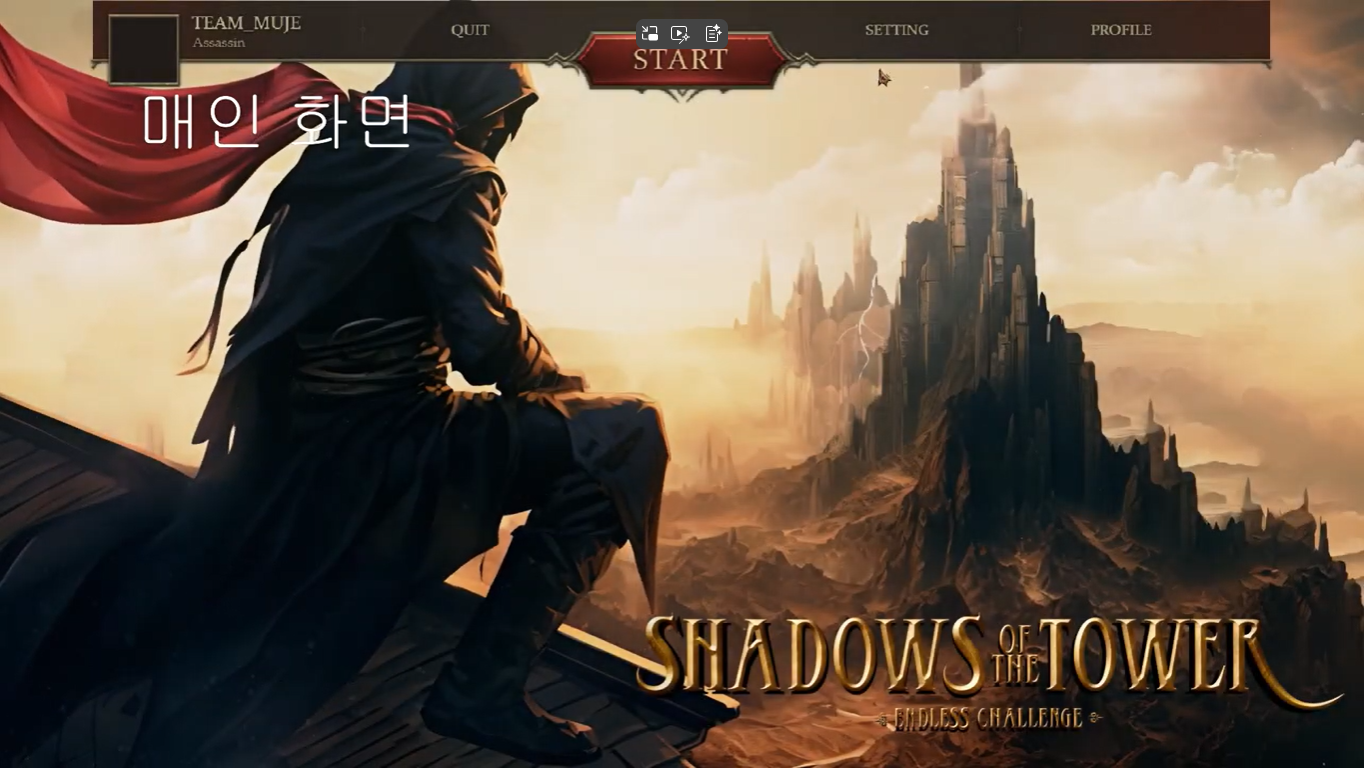 TEAM_MUJE
Assassin
QUIT
START
SETTING
PROFILE
매인 화면
SHADOWS OF THE TOWER
ENDLESS CHALLENGE